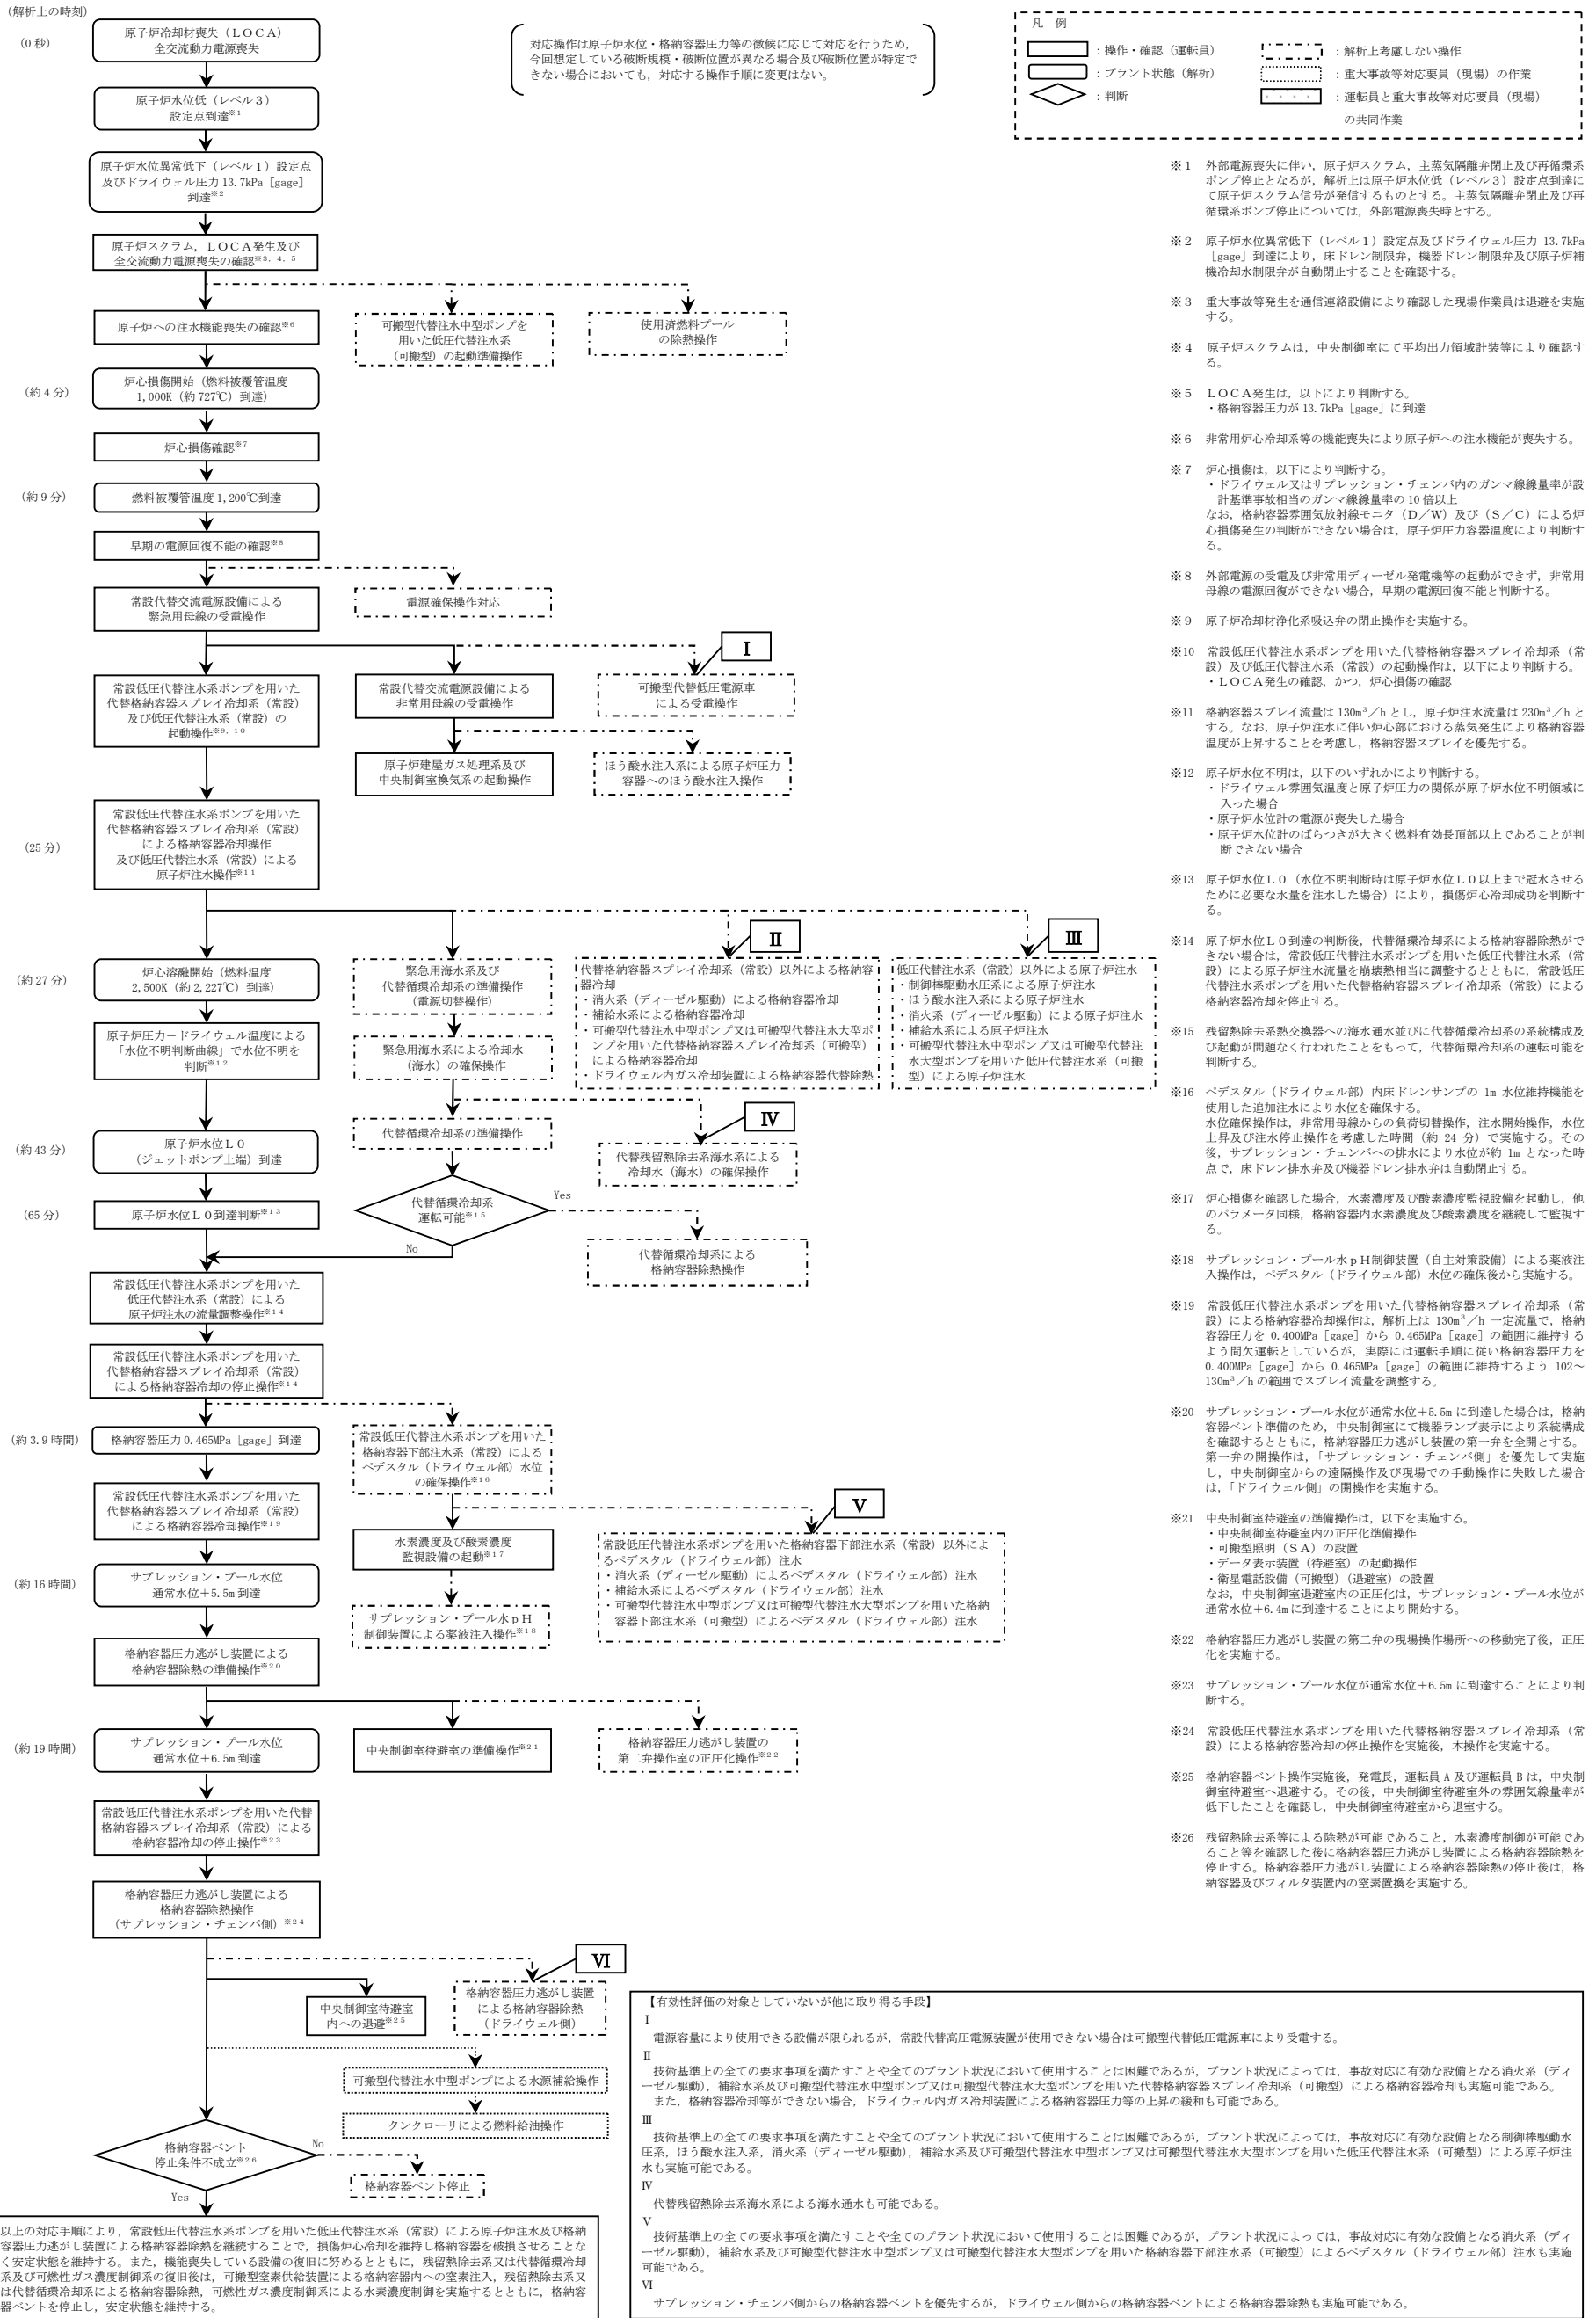 (解析上の時刻)
(0 秒)
原子炉冷却材喪失（ＬＯＣＡ）
全交流動力電源喪失
対応操作は原子炉水位・格納容器圧力等の徴候に応じて対応を行うため，
今回想定している破断規模・破断位置が異なる場合及び破断位置が特定で
きない場合においても，対応する操作手順に変更はない。
凡　例
：操作・確認（運転員）
：プラント状態（解析）
：判断
：解析上考慮しない操作
：重大事故等対応要員（現場）の作業
：運転員と重大事故等対応要員（現場）
の共同作業
原子炉水位低（レベル３）
設定点到達※1
原子炉水位異常低下（レベル１）設定点
及びドライウェル圧力 13.7kPa［gage］
到達※2
原子炉スクラム，ＬＯＣＡ発生及び
全交流動力電源喪失の確認※3，4，5
原子炉への注水機能喪失の確認※6
可搬型代替注水中型ポンプを
用いた低圧代替注水系
（可搬型）の起動準備操作
使用済燃料プール
の除熱操作
(約 4 分)
炉心損傷開始（燃料被覆管温度
1,000K（約 727℃）到達）
炉心損傷確認※7
(約 9 分)
燃料被覆管温度 1,200℃到達
早期の電源回復不能の確認※8
常設代替交流電源設備による
緊急用母線の受電操作
電源確保操作対応
Ⅰ
常設低圧代替注水系ポンプを用いた
代替格納容器スプレイ冷却系（常設）
及び低圧代替注水系（常設）の
起動操作※9，10
常設代替交流電源設備による
非常用母線の受電操作
可搬型代替低圧電源車
による受電操作
原子炉建屋ガス処理系及び
中央制御室換気系の起動操作
ほう酸水注入系による原子炉圧力
容器へのほう酸水注入操作
(25 分)
常設低圧代替注水系ポンプを用いた
代替格納容器スプレイ冷却系（常設）
による格納容器冷却操作
及び低圧代替注水系（常設）による
原子炉注水操作※11
Ⅱ
Ⅲ
(約 27 分)
炉心溶融開始（燃料温度
2,500K（約 2,227℃）到達）
緊急用海水系及び
代替循環冷却系の準備操作
（電源切替操作）
代替格納容器スプレイ冷却系（常設）以外による格納容
器冷却
・消火系（ディーゼル駆動）による格納容器冷却
・補給水系による格納容器冷却
・可搬型代替注水中型ポンプ又は可搬型代替注水大型ポ
ンプを用いた代替格納容器スプレイ冷却系（可搬型）
による格納容器冷却
・ドライウェル内ガス冷却装置による格納容器代替除熱
低圧代替注水系（常設）以外による原子炉注水
・制御棒駆動水圧系による原子炉注水
・ほう酸水注入系による原子炉注水
・消火系（ディーゼル駆動）による原子炉注水
・補給水系による原子炉注水
・可搬型代替注水中型ポンプ又は可搬型代替注
水大型ポンプを用いた低圧代替注水系（可搬
型）による原子炉注水
原子炉圧力－ドライウェル温度による
「水位不明判断曲線」で水位不明を
判断※12
緊急用海水系による冷却水
（海水）の確保操作
Ⅳ
代替循環冷却系の準備操作
代替残留熱除去系海水系による
冷却水（海水）の確保操作
(約 43 分)
原子炉水位Ｌ０
（ジェットポンプ上端）到達
代替循環冷却系
運転可能※15
Yes
No
代替循環冷却系による
格納容器除熱操作
(65 分)
原子炉水位Ｌ０到達判断※13
常設低圧代替注水系ポンプを用いた
低圧代替注水系（常設）による
原子炉注水の流量調整操作※14
常設低圧代替注水系ポンプを用いた
代替格納容器スプレイ冷却系（常設）
による格納容器冷却の停止操作※14
(約 3.9 時間)
格納容器圧力 0.465MPa［gage］到達
常設低圧代替注水系ポンプを用いた
格納容器下部注水系（常設）による
ペデスタル（ドライウェル部）水位
の確保操作※16
常設低圧代替注水系ポンプを用いた
代替格納容器スプレイ冷却系（常設）
による格納容器冷却操作※19
水素濃度及び酸素濃度
監視設備の起動※17
Ⅴ
常設低圧代替注水系ポンプを用いた格納容器下部注水系（常設）以外によ
るペデスタル（ドライウェル部）注水
・消火系（ディーゼル駆動）によるペデスタル（ドライウェル部）注水
・補給水系によるペデスタル（ドライウェル部）注水
・可搬型代替注水中型ポンプ又は可搬型代替注水大型ポンプを用いた格納
容器下部注水系（可搬型）によるペデスタル（ドライウェル部）注水
(約 16 時間)
サプレッション・プール水位
通常水位＋5.5m 到達
サプレッション・プール水ｐＨ
制御装置による薬液注入操作※18
格納容器圧力逃がし装置による
格納容器除熱の準備操作※20
(約 19 時間)
サプレッション・プール水位
通常水位＋6.5m 到達
中央制御室待避室の準備操作※21
格納容器圧力逃がし装置の
第二弁操作室の正圧化操作※22
常設低圧代替注水系ポンプを用いた代替
格納容器スプレイ冷却系（常設）による
格納容器冷却の停止操作※23
格納容器圧力逃がし装置による
格納容器除熱操作
（サプレッション・チェンバ側）※24
Ⅵ
中央制御室待避室
内への退避※25
格納容器圧力逃がし装置
による格納容器除熱
（ドライウェル側）
可搬型代替注水中型ポンプによる水源補給操作
タンクローリによる燃料給油操作
格納容器ベント
停止条件不成立※26
No
Yes
格納容器ベント停止
以上の対応手順により，常設低圧代替注水系ポンプを用いた低圧代替注水系（常設）による原子炉注水及び格納
容器圧力逃がし装置による格納容器除熱を継続することで，損傷炉心冷却を維持し格納容器を破損させることな
く安定状態を維持する。また，機能喪失している設備の復旧に努めるとともに，残留熱除去系又は代替循環冷却
系及び可燃性ガス濃度制御系の復旧後は，可搬型窒素供給装置による格納容器内への窒素注入，残留熱除去系又
は代替循環冷却系による格納容器除熱，可燃性ガス濃度制御系による水素濃度制御を実施するとともに，格納容
器ベントを停止し，安定状態を維持する。
※１　外部電源喪失に伴い，原子炉スクラム，主蒸気隔離弁閉止及び再循環系
ポンプ停止となるが，解析上は原子炉水位低（レベル３）設定点到達に
て原子炉スクラム信号が発信するものとする。主蒸気隔離弁閉止及び再
循環系ポンプ停止については，外部電源喪失時とする。
※２　原子炉水位異常低下（レベル１）設定点及びドライウェル圧力 13.7kPa
［gage］到達により，床ドレン制限弁，機器ドレン制限弁及び原子炉補
機冷却水制限弁が自動閉止することを確認する。
※３　重大事故等発生を通信連絡設備により確認した現場作業員は退避を実施
する。
※４　原子炉スクラムは，中央制御室にて平均出力領域計装等により確認す
る。
※５　ＬＯＣＡ発生は，以下により判断する。
・格納容器圧力が 13.7kPa［gage］に到達
※６　非常用炉心冷却系等の機能喪失により原子炉への注水機能が喪失する。
※７　炉心損傷は，以下により判断する。
・ドライウェル又はサプレッション・チェンバ内のガンマ線線量率が設
計基準事故相当のガンマ線線量率の 10 倍以上
なお，格納容器雰囲気放射線モニタ（Ｄ／Ｗ）及び（Ｓ／Ｃ）による炉
心損傷発生の判断ができない場合は，原子炉圧力容器温度により判断す
る。
※８　外部電源の受電及び非常用ディーゼル発電機等の起動ができず，非常用
母線の電源回復ができない場合，早期の電源回復不能と判断する。
※９　原子炉冷却材浄化系吸込弁の閉止操作を実施する。
※10　常設低圧代替注水系ポンプを用いた代替格納容器スプレイ冷却系（常
設）及び低圧代替注水系（常設）の起動操作は，以下により判断する。
・ＬＯＣＡ発生の確認，かつ，炉心損傷の確認
※11　格納容器スプレイ流量は 130m³／h とし，原子炉注水流量は 230m³／h と
する。なお，原子炉注水に伴い炉心部における蒸気発生により格納容器
温度が上昇することを考慮し，格納容器スプレイを優先する。
※12　原子炉水位不明は，以下のいずれかにより判断する。
・ドライウェル雰囲気温度と原子炉圧力の関係が原子炉水位不明領域に
入った場合
・原子炉水位計の電源が喪失した場合
・原子炉水位計のばらつきが大きく燃料有効長頂部以上であることが判
断できない場合
※13　原子炉水位Ｌ０（水位不明判断時は原子炉水位Ｌ０以上まで冠水させる
ために必要な水量を注水した場合）により，損傷炉心冷却成功を判断す
る。
※14　原子炉水位Ｌ０到達の判断後，代替循環冷却系による格納容器除熱がで
きない場合は，常設低圧代替注水系ポンプを用いた低圧代替注水系（常
設）による原子炉注水流量を崩壊熱相当に調整するとともに，常設低圧
代替注水系ポンプを用いた代替格納容器スプレイ冷却系（常設）による
格納容器冷却を停止する。
※15　残留熱除去系熱交換器への海水通水並びに代替循環冷却系の系統構成及
び起動が問題なく行われたことをもって，代替循環冷却系の運転可能を
判断する。
※16　ペデスタル（ドライウェル部）内床ドレンサンプの 1m 水位維持機能を
使用した追加注水により水位を確保する。
水位確保操作は，非常用母線からの負荷切替操作，注水開始操作，水位
上昇及び注水停止操作を考慮した時間（約 24 分）で実施する。その
後，サプレッション・チェンバへの排水により水位が約 1m となった時
点で，床ドレン排水弁及び機器ドレン排水弁は自動閉止する。
※17　炉心損傷を確認した場合，水素濃度及び酸素濃度監視設備を起動し，他
のパラメータ同様，格納容器内水素濃度及び酸素濃度を継続して監視す
る。
※18　サプレッション・プール水ｐＨ制御装置（自主対策設備）による薬液注
入操作は，ペデスタル（ドライウェル部）水位の確保後から実施する。
※19　常設低圧代替注水系ポンプを用いた代替格納容器スプレイ冷却系（常
設）による格納容器冷却操作は，解析上は 130m³／h 一定流量で，格納
容器圧力を 0.400MPa［gage］から 0.465MPa［gage］の範囲に維持する
よう間欠運転としているが，実際には運転手順に従い格納容器圧力を
0.400MPa［gage］から 0.465MPa［gage］の範囲に維持するよう 102～
130m³／h の範囲でスプレイ流量を調整する。
※20　サプレッション・プール水位が通常水位＋5.5m に到達した場合は，格納
容器ベント準備のため，中央制御室にて機器ランプ表示により系統構成
を確認するとともに，格納容器圧力逃がし装置の第一弁を全開とする。
第一弁の開操作は，「サプレッション・チェンバ側」を優先して実施
し，中央制御室からの遠隔操作及び現場での手動操作に失敗した場合
は，「ドライウェル側」の開操作を実施する。
※21　中央制御室待避室の準備操作は，以下を実施する。
・中央制御室待避室内の正圧化準備操作
・可搬型照明（ＳＡ）の設置
・データ表示装置（待避室）の起動操作
・衛星電話設備（可搬型）（退避室）の設置
なお，中央制御室退避室内の正圧化は，サプレッション・プール水位が
通常水位＋6.4m に到達することにより開始する。
※22　格納容器圧力逃がし装置の第二弁の現場操作場所への移動完了後，正圧
化を実施する。
※23　サプレッション・プール水位が通常水位＋6.5m に到達することにより判
断する。
※24　常設低圧代替注水系ポンプを用いた代替格納容器スプレイ冷却系（常
設）による格納容器冷却の停止操作を実施後，本操作を実施する。
※25　格納容器ベント操作実施後，発電長，運転員 A 及び運転員 B は，中央制
御室待避室へ退避する。その後，中央制御室待避室外の雰囲気線量率が
低下したことを確認し，中央制御室待避室から退室する。
※26　残留熱除去系等による除熱が可能であること，水素濃度制御が可能であ
ること等を確認した後に格納容器圧力逃がし装置による格納容器除熱を
停止する。格納容器圧力逃がし装置による格納容器除熱の停止後は，格
納容器及びフィルタ装置内の窒素置換を実施する。
【有効性評価の対象としていないが他に取り得る手段】
Ⅰ
電源容量により使用できる設備が限られるが，常設代替高圧電源装置が使用できない場合は可搬型代替低圧電源車により受電する。
Ⅱ
技術基準上の全ての要求事項を満たすことや全てのプラント状況において使用することは困難であるが，プラント状況によっては，事故対応に有効な設備となる消火系（ディ
ーゼル駆動），補給水系及び可搬型代替注水中型ポンプ又は可搬型代替注水大型ポンプを用いた代替格納容器スプレイ冷却系（可搬型）による格納容器冷却も実施可能である。
また，格納容器冷却等ができない場合，ドライウェル内ガス冷却装置による格納容器圧力等の上昇の緩和も可能である。
Ⅲ
技術基準上の全ての要求事項を満たすことや全てのプラント状況において使用することは困難であるが，プラント状況によっては，事故対応に有効な設備となる制御棒駆動水
圧系，ほう酸水注入系，消火系（ディーゼル駆動），補給水系及び可搬型代替注水中型ポンプ又は可搬型代替注水大型ポンプを用いた低圧代替注水系（可搬型）による原子炉注
水も実施可能である。
Ⅳ
代替残留熱除去系海水系による海水通水も可能である。
Ⅴ
技術基準上の全ての要求事項を満たすことや全てのプラント状況において使用することは困難であるが，プラント状況によっては，事故対応に有効な設備となる消火系（ディ
ーゼル駆動），補給水系及び可搬型代替注水中型ポンプ又は可搬型代替注水大型ポンプを用いた格納容器下部注水系（可搬型）によるペデスタル（ドライウェル部）注水も実施
可能である。
Ⅵ
サプレッション・チェンバ側からの格納容器ベントを優先するが，ドライウェル側からの格納容器ベントによる格納容器除熱も実施可能である。